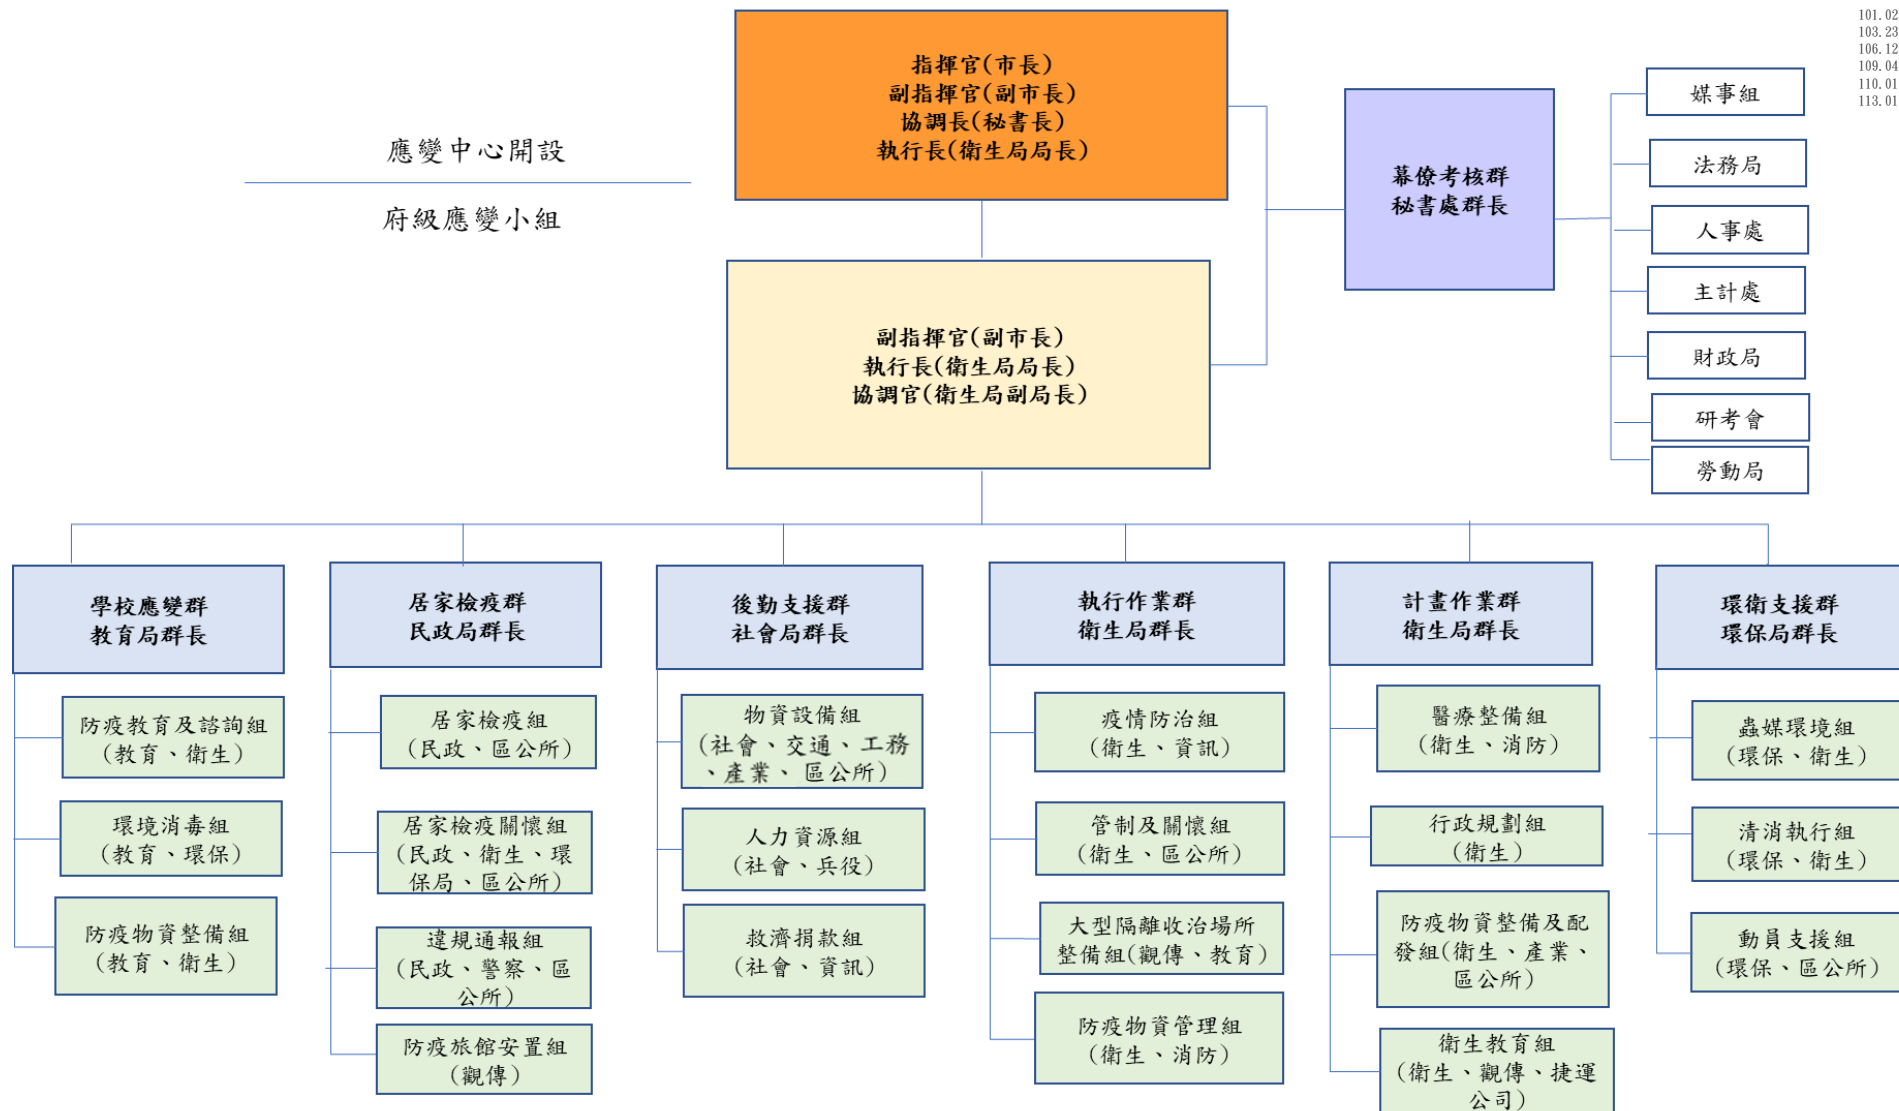 101.02
103.23
106.12
109.04
110.01
113.01
應變中心開設
府級應變小組
指揮官(市長)
副指揮官(副市長)
協調長(秘書長)
執行長(衛生局局長)
副指揮官(副市長)
執行長(衛生局局長)
協調官(衛生局副局長)
幕僚考核群
秘書處群長
媒事組
法務局
人事處
主計處
財政局
研考會
勞動局
學校應變群
教育局群長
防疫教育及諮詢組
(教育、衛生)
環境消毒組
(教育、環保)
防疫物資整備組
(教育、衛生)
居家檢疫群
民政局群長
居家檢疫組
(民政、區公所)
居家檢疫關懷組
(民政、衛生、環
保局、區公所)
違規通報組
(民政、警察、區
公所)
防疫旅館安置組
(觀傳)
後勤支援群
社會局群長
物資設備組
(社會、交通、工務
、產業、 區公所)
人力資源組
(社會、兵役)
救濟捐款組
(社會、資訊)
執行作業群
衛生局群長
疫情防治組
(衛生、資訊)
管制及關懷組
(衛生、區公所)
大型隔離收治場所
整備組(觀傳、教育)
防疫物資管理組
(衛生、消防)
計畫作業群
衛生局群長
醫療整備組
(衛生、消防)
行政規劃組
(衛生)
防疫物資整備及配
發組(衛生、產業、
區公所)
衛生教育組
(衛生、觀傳、捷運
公司)
環衛支援群
環保局群長
蟲媒環境組
(環保、衛生)
清消執行組
(環保、衛生)
動員支援組
(環保、區公所)